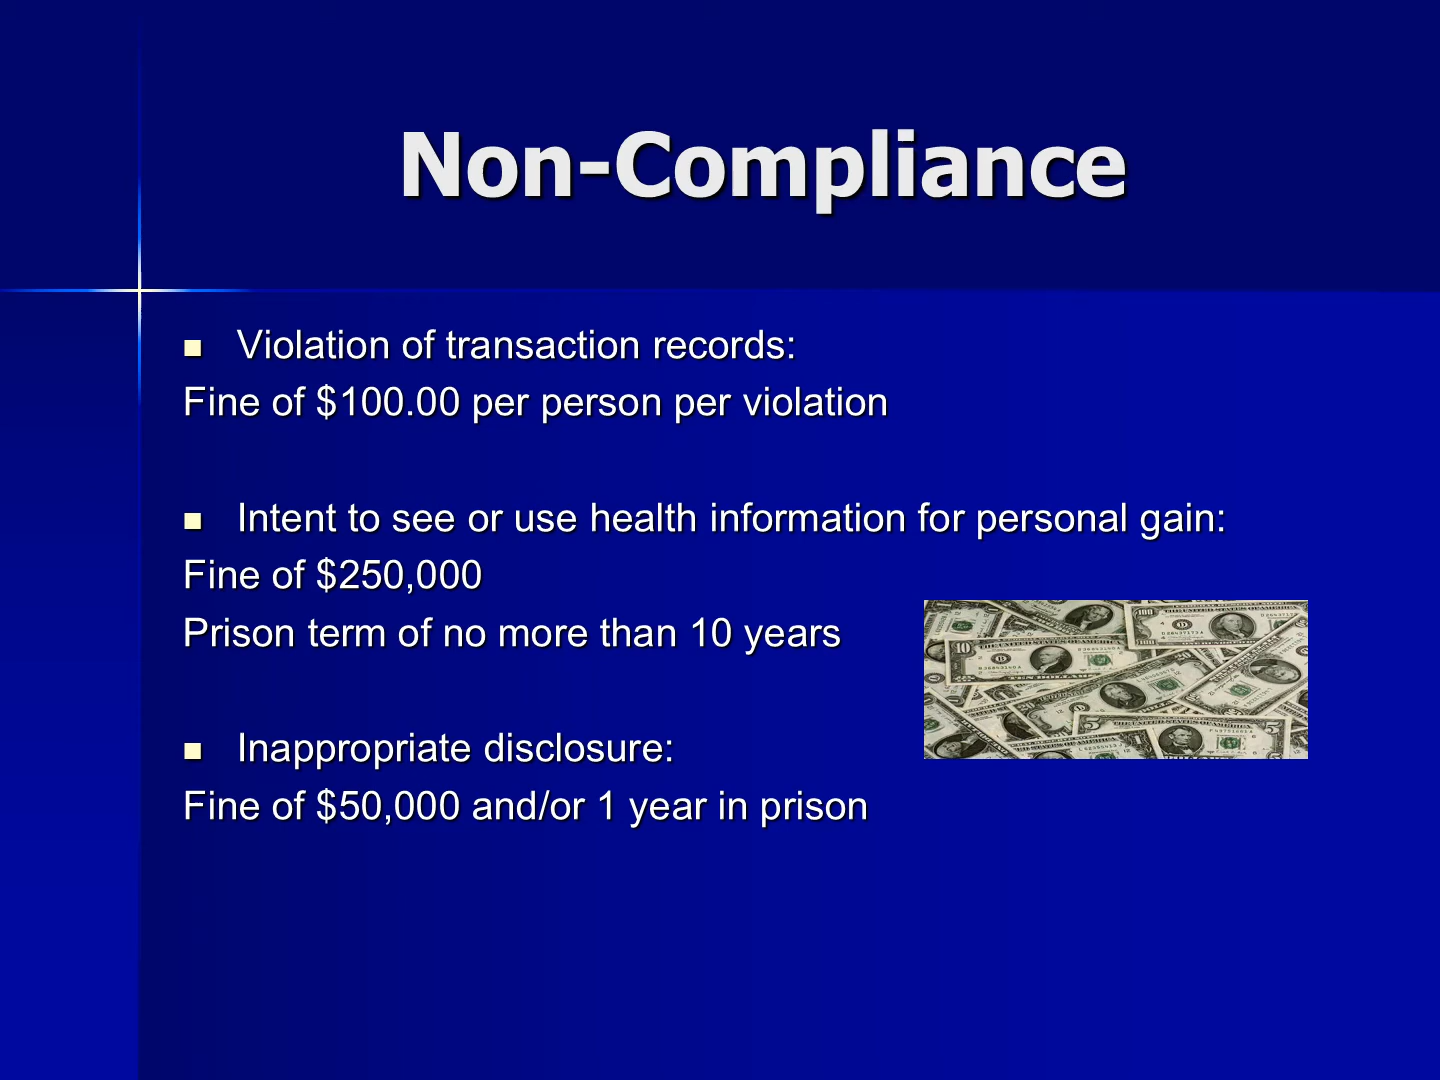 Non-Compliance
Violation of transaction records:
Fine of $100.00 per person per violation
Intent to see or use health information for personal gain:
Fine of $250,000
Prison term of no more than 10 years
Inappropriate disclosure:
Fine of $50,000 and/or 1 year in prison